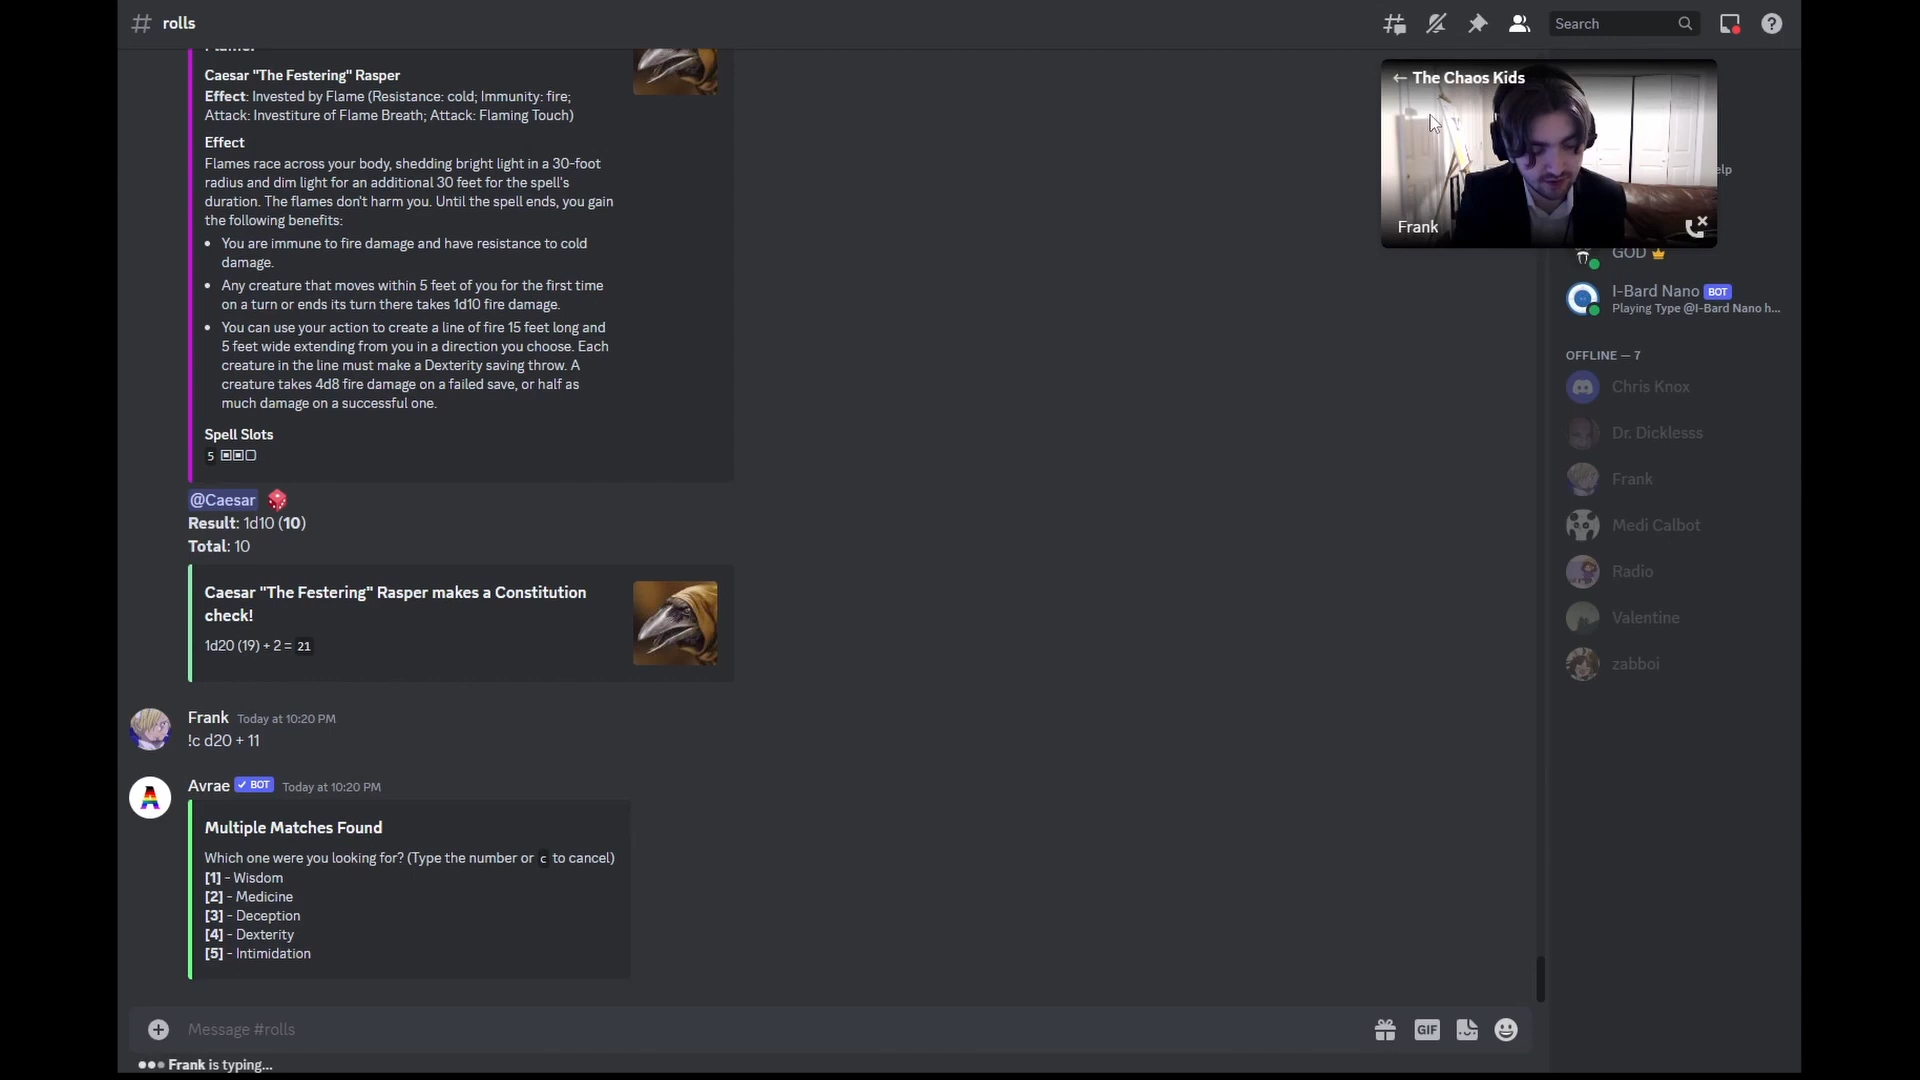 rolls
Search
Flame!
Caesar "The Festering" Rasper
Effect: Invested by Flame (Resistance: cold; Immunity: fire;
Attack: Investiture of Flame Breath; Attack: Flaming Touch)
Effect
Flames race across your body, shedding bright light in a 30-foot
radius and dim light for an additional 30 feet for the spell's
duration. The flames don't harm you. Until the spell ends, you gain
the following benefits:
• You are immune to fire damage and have resistance to cold
damage.
• Any creature that moves within 5 feet of you for the first time
on a turn or ends its turn there takes 1d10 fire damage.
• You can use your action to create a line of fire 15 feet long and
5 feet wide extending from you in a direction you choose. Each
creature in the line must make a Dexterity saving throw. A
creature takes 4d8 fire damage on a failed save, or half as
much damage on a successful one.
Spell Slots
5
@Caesar
Result: 1d10 (10)
Total: 10
Caesar "The Festering" Rasper makes a Constitution
check!
1d20 (19) + 2 = 21
Frank Today at 10:20 PM
!c d20 + 11
Avrae ✓ BOT Today at 10:20 PM
Multiple Matches Found
Which one were you looking for? (Type the number or c to cancel)
[1] - Wisdom
[2] - Medicine
[3] - Deception
[4] - Dexterity
[5] - Intimidation
Message #rolls
GIF
Frank is typing...
← The Chaos Kids
Frank
elp
GOD
I-Bard Nano BOT
Playing Type @I-Bard Nano h...
OFFLINE — 7
Chris Knox
Dr. Dicklesss
Frank
Medi Calbot
Radio
Valentine
zabboi